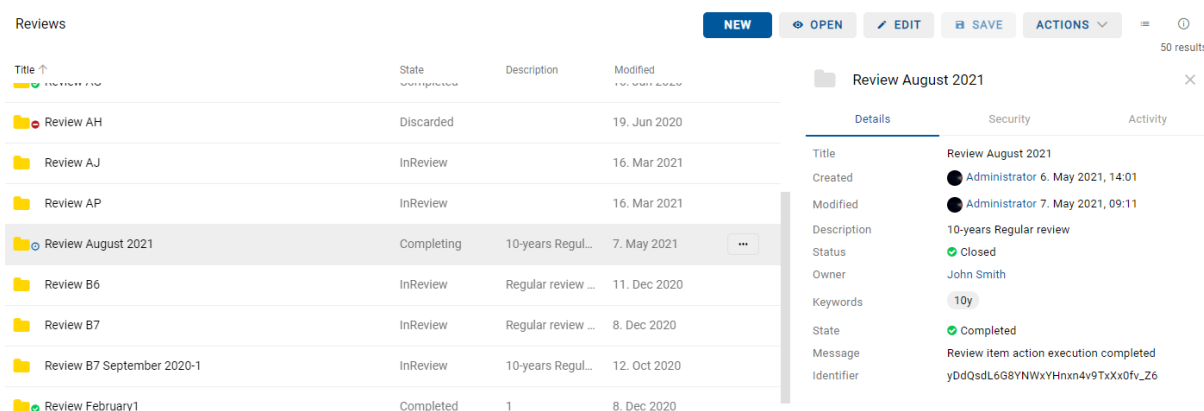 Reviews
NEW
OPEN
EDIT
SAVE
ACTIONS
50 results
Title
State
Description
Modified
Completed
Review AH
Discarded
19. Jun 2020
Review AJ
InReview
16. Mar 2021
Review AP
InReview
16. Mar 2021
Review August 2021
Completing
10-years Regul...
7. May 2021
...
Review B6
InReview
Regular review ...
11. Dec 2020
Review B7
InReview
Regular review ...
8. Dec 2020
Review B7 September 2020-1
InReview
10-years Regul...
12. Oct 2020
Review February1
Completed
1
8. Dec 2020
Review August 2021
Details
Security
Activity
Title
Review August 2021
Created
Administrator 6. May 2021, 14:01
Modified
Administrator 7. May 2021, 09:11
Description
10-years Regular review
Status
Closed
Owner
John Smith
Keywords
10y
State
Completed
Message
Review item action execution completed
Identifier
yDdQsdL6G8YNWxYHnxn4v9TxXx0fv_Z6